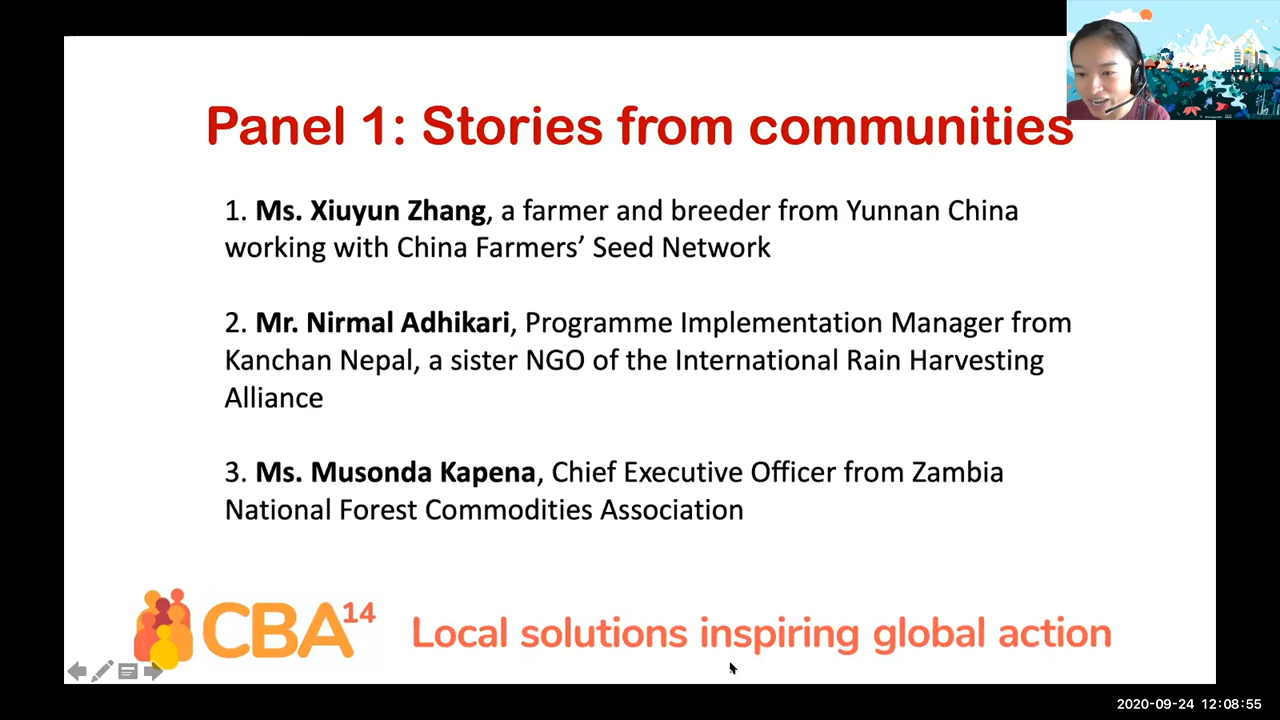 Panel 1: Stories from communities
1. Ms. Xiuyun Zhang, a farmer and breeder from Yunnan China
working with China Farmers’ Seed Network
2. Mr. Nirmal Adhikari, Programme Implementation Manager from
Kanchan Nepal, a sister NGO of the International Rain Harvesting
Alliance
3. Ms. Musonda Kapena, Chief Executive Officer from Zambia
National Forest Commodities Association
CBA14
Local solutions inspiring global action
2020-09-24 12:08:55